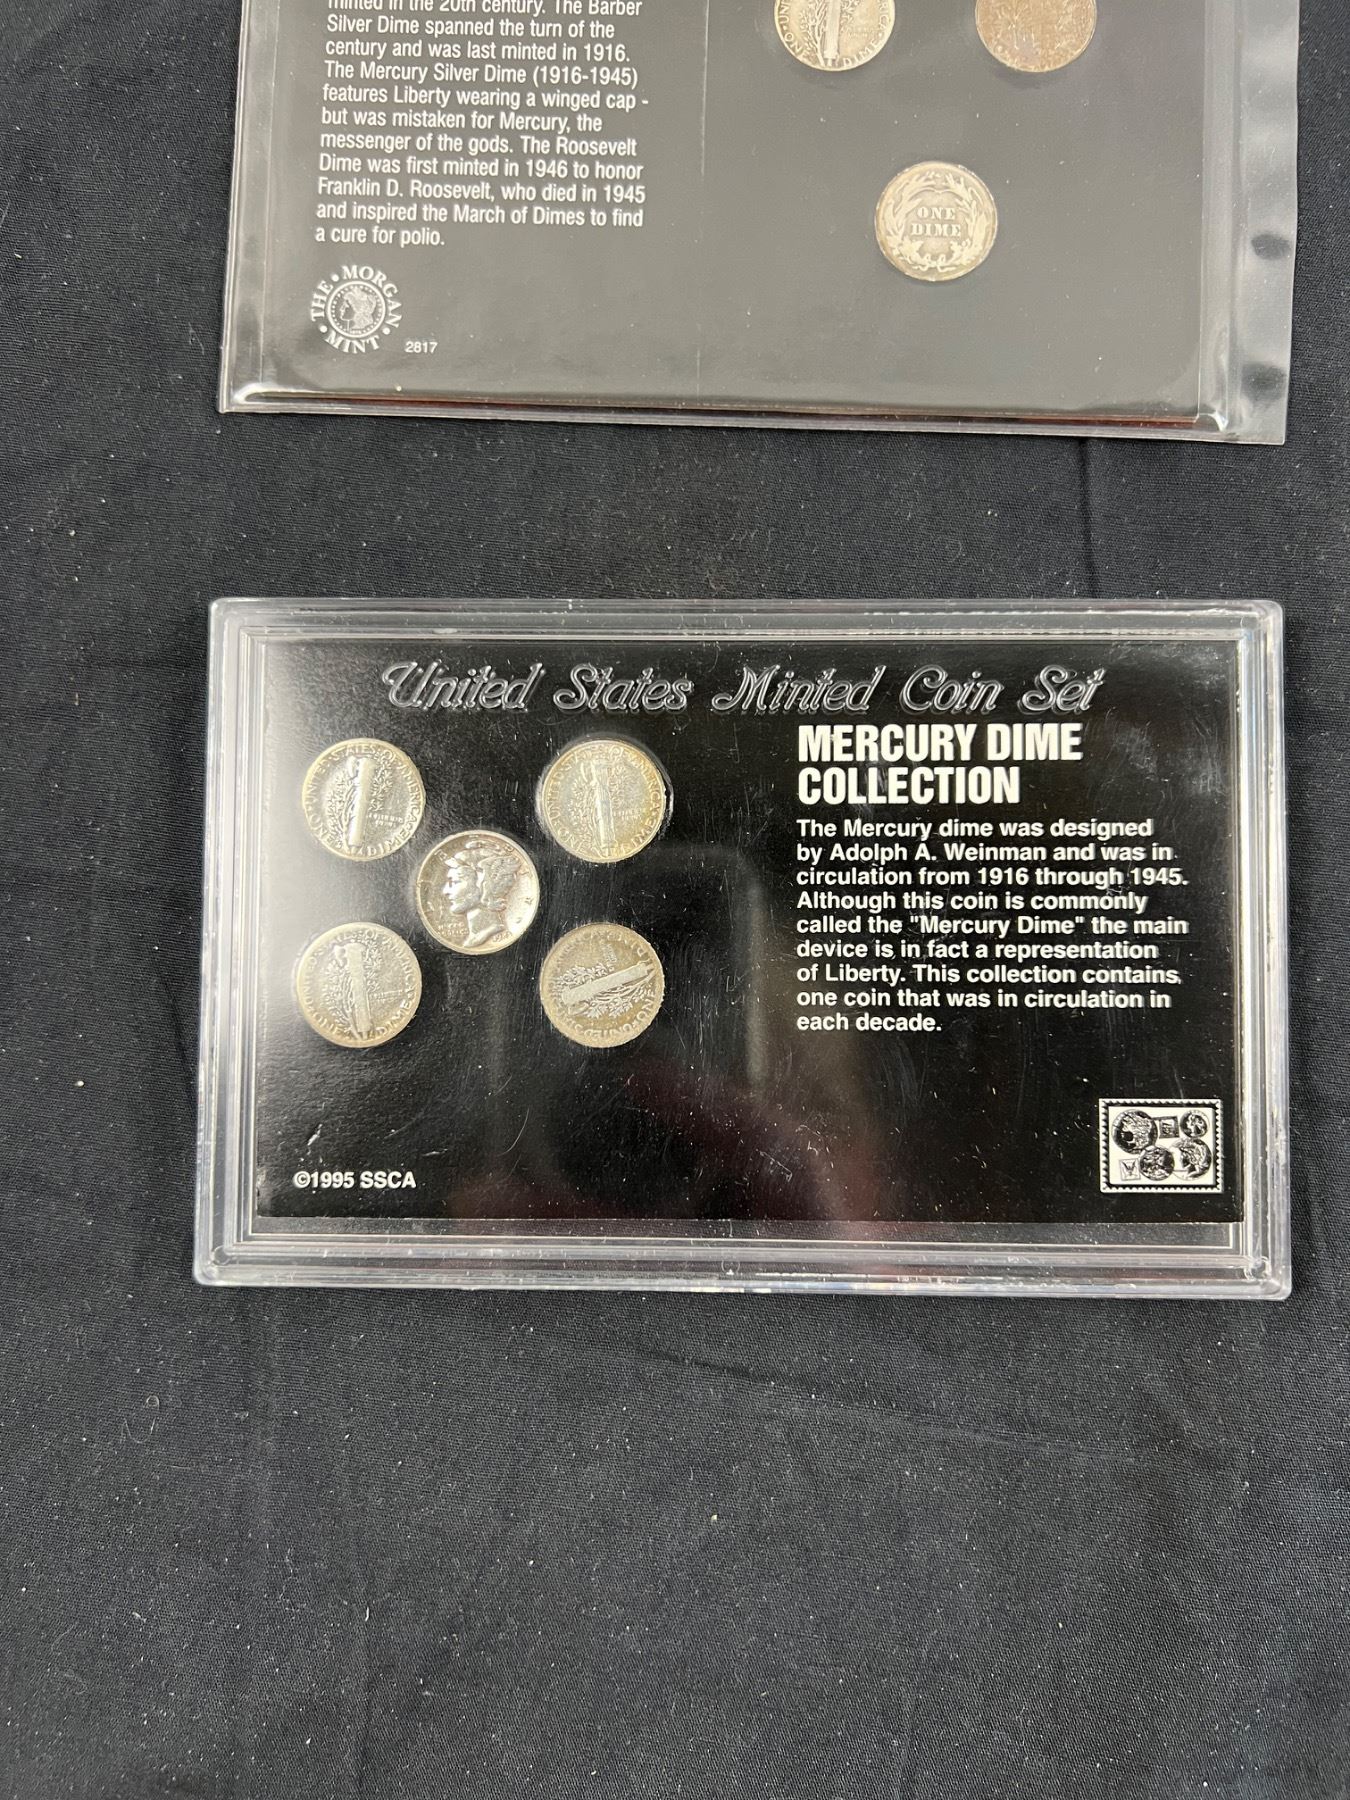 minted in the 20th century. The Barber
Silver Dime spanned the turn of the
century and was last minted in 1916.
The Mercury Silver Dime (1916-1945)
features Liberty wearing a winged cap -
but was mistaken for Mercury, the
messenger of the gods. The Roosevelt
Dime was first minted in 1946 to honor
Franklin D. Roosevelt, who died in 1945
and inspired the March of Dimes to find
a cure for polio.
THE • MORGAN • MINT •
2817
ONE
DIME
United States Minted Coin Set
MERCURY DIME
COLLECTION
The Mercury dime was designed
by Adolph A. Weinman and was in
circulation from 1916 through 1945.
Although this coin is commonly
called the "Mercury Dime" the main
device is in fact a representation
of Liberty. This collection contains
one coin that was in circulation in
each decade.
©1995 SSCA